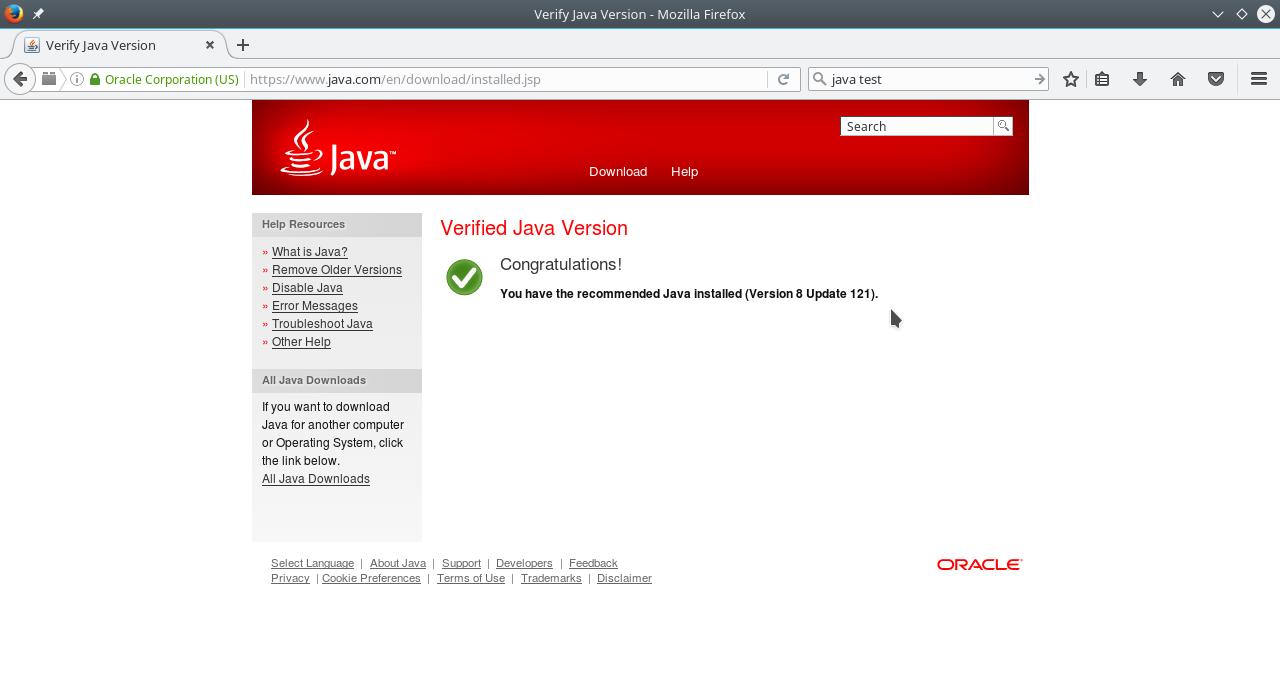 Verify Java Version - Mozilla Firefox
Verify Java Version
Oracle Corporation (US) https://www.java.com/en/download/installed.jsp java test
Search
Java™
Download Help
Help Resources
» What is Java?
» Remove Older Versions
» Disable Java
» Error Messages
» Troubleshoot Java
» Other Help
All Java Downloads
If you want to download
Java for another computer
or Operating System, click
the link below.
All Java Downloads
Verified Java Version
Congratulations!
You have the recommended Java installed (Version 8 Update 121).
Select Language | About Java | Support | Developers | Feedback
Privacy | Cookie Preferences | Terms of Use | Trademarks | Disclaimer
ORACLE